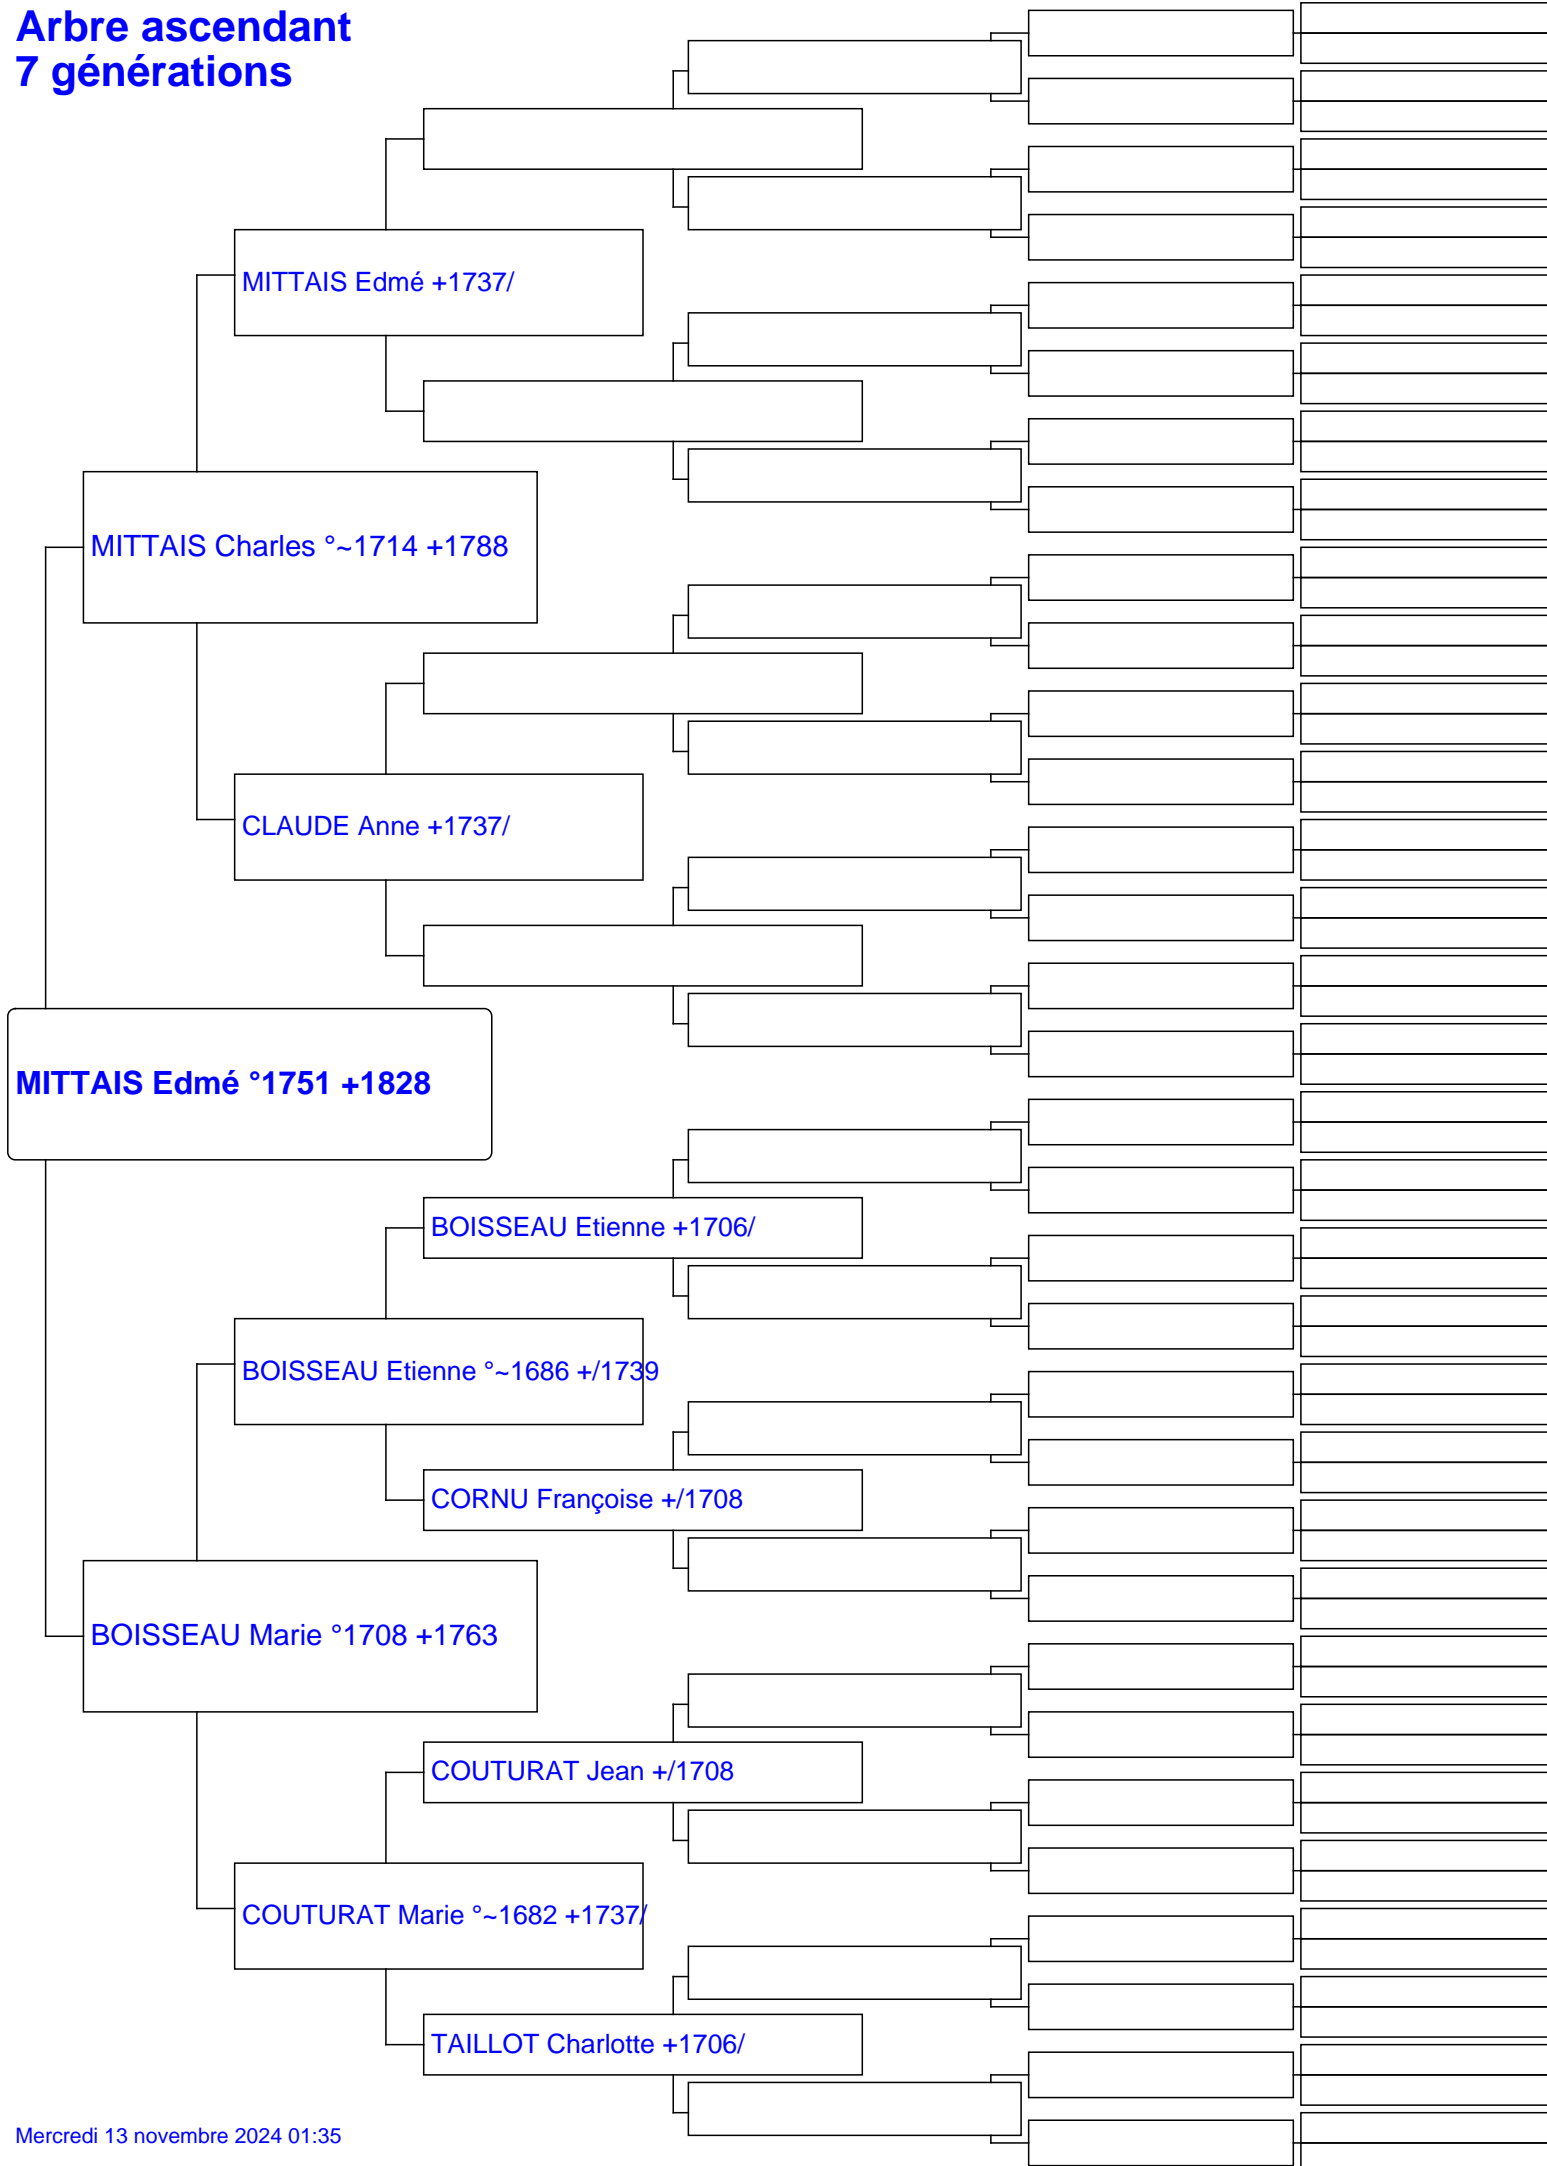 Arbre ascendant
7 générations
MITTAIS Edmé +1737/
MITTAIS Charles °~1714 +1788
CLAUDE Anne +1737/
MITTAIS Edmé °1751 +1828
BOISSEAU Etienne +1706/
BOISSEAU Etienne °~1686 +/1739
CORNU Françoise +/1708
BOISSEAU Marie °1708 +1763
COUTURAT Jean +/1708
COUTURAT Marie °~1682 +1737/
TAILLOT Charlotte +1706/
Mercredi 13 novembre 2024 01:35